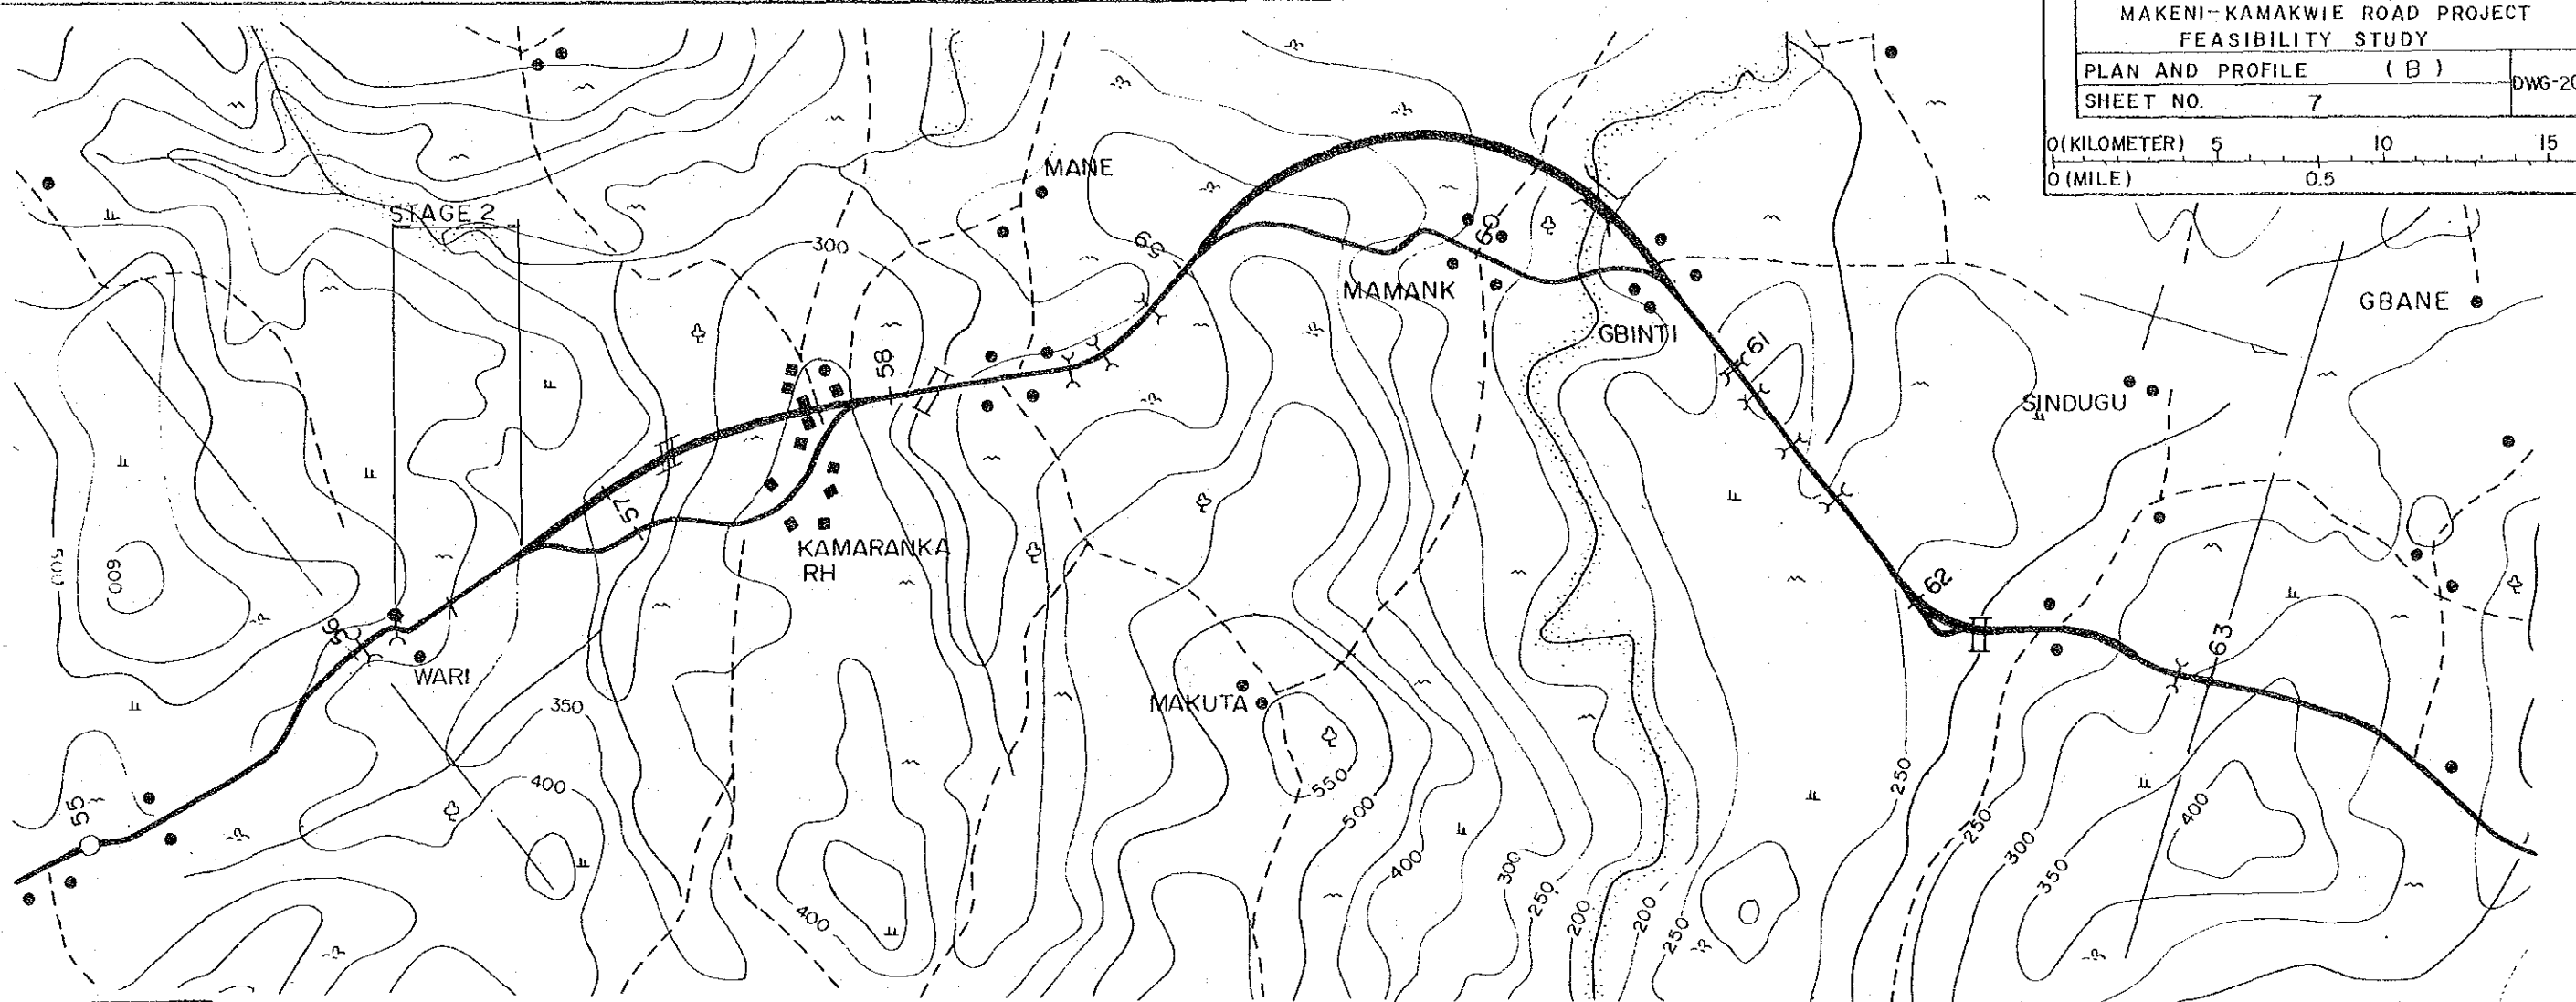 MAKENI-KAMAKWIE ROAD PROJECT
FEASIBILITY STUDY
PLAN AND PROFILE (B)
DWG-20
SHEET NO. 7
0(KILOMETER) 5 10 15
0 (MILE) 0.5
MANE
STAGE 2
300
59
60
MAMANK
GBINTI
GBANE
58
61
SINDUGU
57
KAMARANKA
RH
500
600
56
WARI
62
63
350
MAKUTA
400
55
550
500
400
300
250
200
200
250
250
250
300
350
400
400